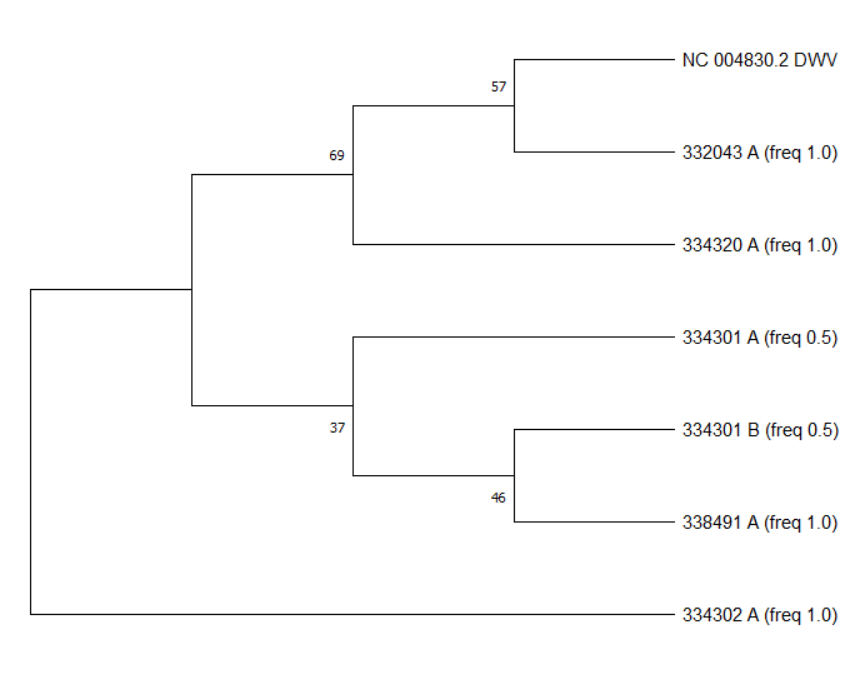 NC 004830.2 DWV
57
332043 A (freq 1.0)
69
334320 A (freq 1.0)
334301 A (freq 0.5)
37
334301 B (freq 0.5)
46
338491 A (freq 1.0)
334302 A (freq 1.0)